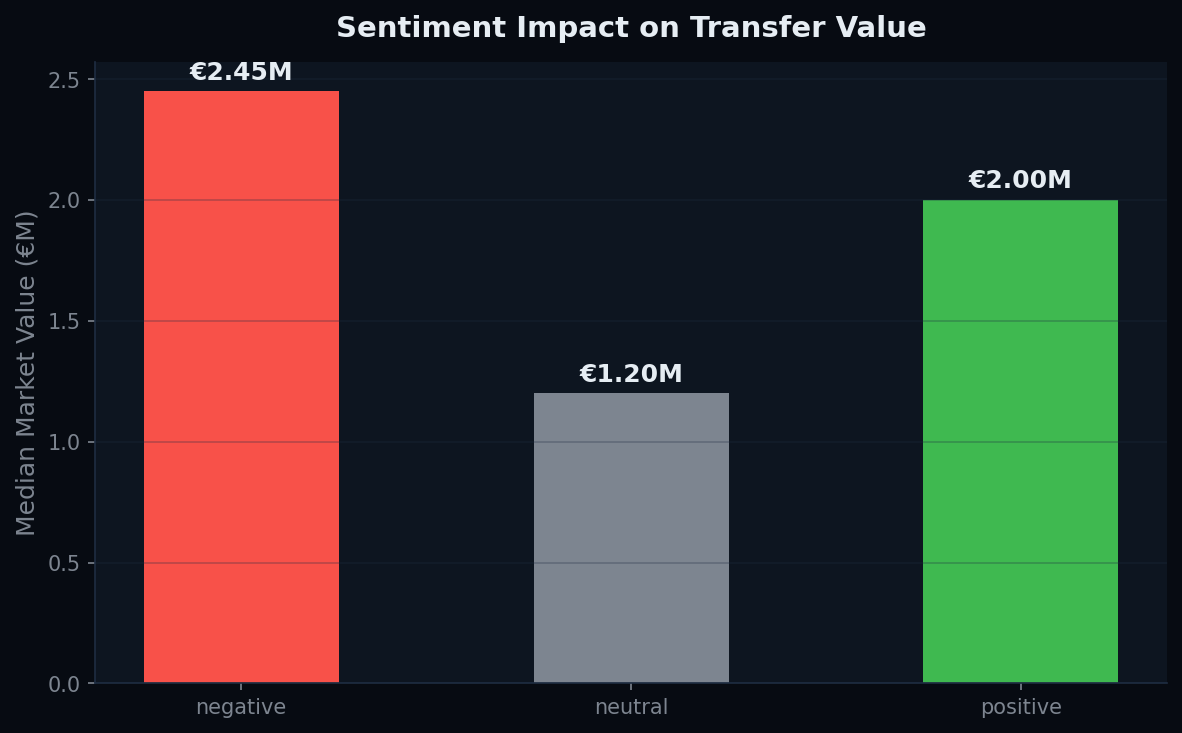 Sentiment Impact on Transfer Value
Median Market Value (€M)
2.5
2.0
1.5
1.0
0.5
0.0
€2.45M
€1.20M
€2.00M
negative
neutral
positive